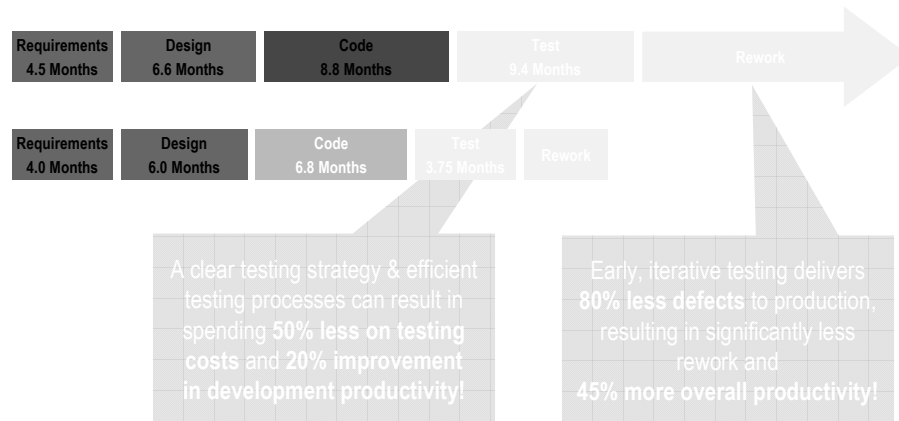 Requirements
4.5 Months
Design
6.6 Months
Code
8.8 Months
Test
9.4 Months
Rework
Requirements
4.0 Months
Design
6.0 Months
Code
6.8 Months
Test
3.75 Months
Rework
A clear testing strategy & efficient
testing processes can result in
spending 50% less on testing
costs and 20% improvement
in development productivity!
Early, iterative testing delivers
80% less defects to production,
resulting in significantly less
rework and
45% more overall productivity!